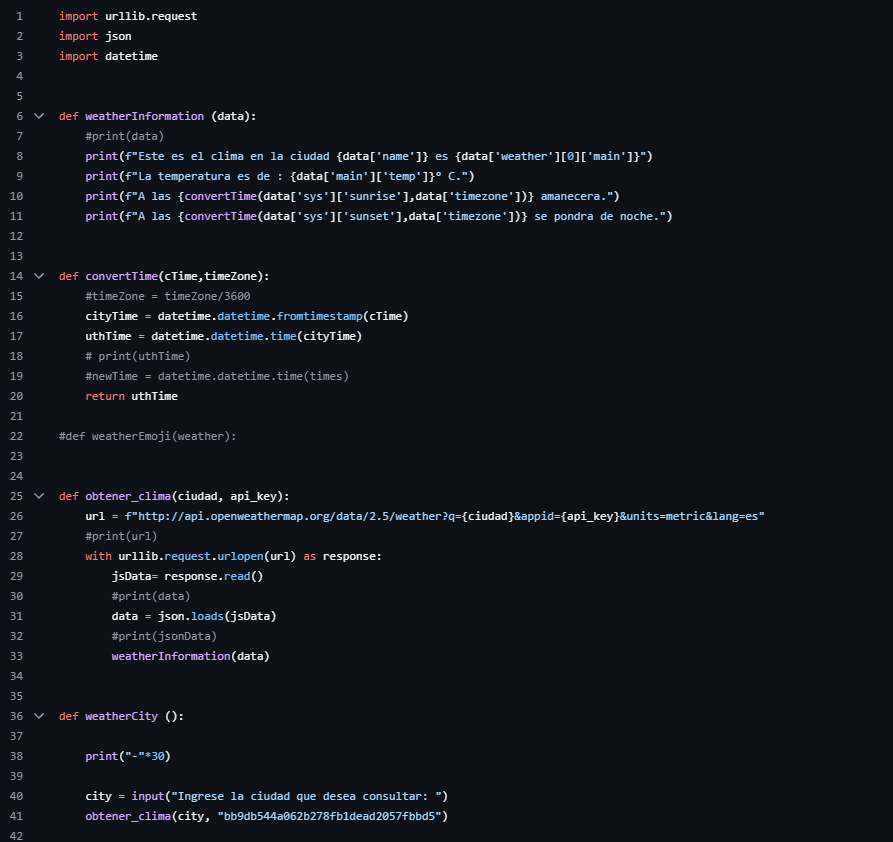 1 import urllib.request
2 import json
3 import datetime
4
5
6 def weatherInformation (data):
7 #print(data)
8 print(f"Este es el clima en la ciudad {data['name']} es {data['weather'][0]['main']}")
9 print(f"La temperatura es de : {data['main']['temp']}° C.")
10 print(f"A las {convertTime(data['sys']['sunrise'],data['timezone'])} amanecera.")
11 print(f"A las {convertTime(data['sys']['sunset'],data['timezone'])} se pondra de noche.")
12
13
14 def convertTime(cTime,timeZone):
15 #timeZone = timeZone/3600
16 cityTime = datetime.datetime.fromtimestamp(cTime)
17 uthTime = datetime.datetime.time(cityTime)
18 # print(uthTime)
19 #newTime = datetime.datetime.time(times)
20 return uthTime
21
22 #def weatherEmoji(weather):
23
24
25 def obtener_clima(ciudad, api_key):
26 url = f"http://api.openweathermap.org/data/2.5/weather?q={ciudad}&appid={api_key}&units=metric&lang=es"
27 #print(url)
28 with urllib.request.urlopen(url) as response:
29 jsData= response.read()
30 #print(data)
31 data = json.loads(jsData)
32 #print(jsonData)
33 weatherInformation(data)
34
35
36 def weatherCity ():
37
38 print("-"*30)
39
40 city = input("Ingrese la ciudad que desea consultar: ")
41 obtener_clima(city, "bb9db544a062b278fb1dead2057fbbd5")
42